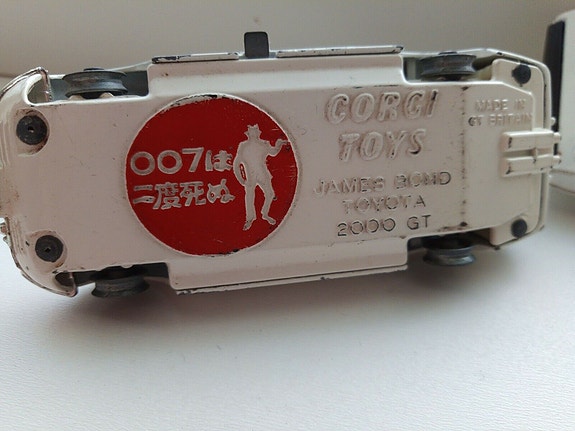 007は
二度死ぬ
CORGI
TOYS
JAMES BOND
TOYOTA
2000 GT
MADE IN
GT BRITAIN